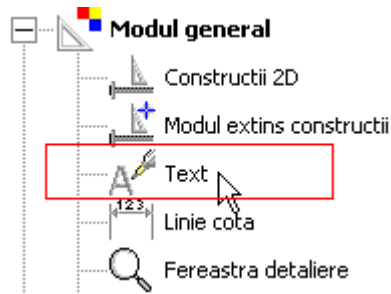 Modul general
Constructii 2D
Modul extins constructii
Text
123
Linie cota
Fereastra detaliere